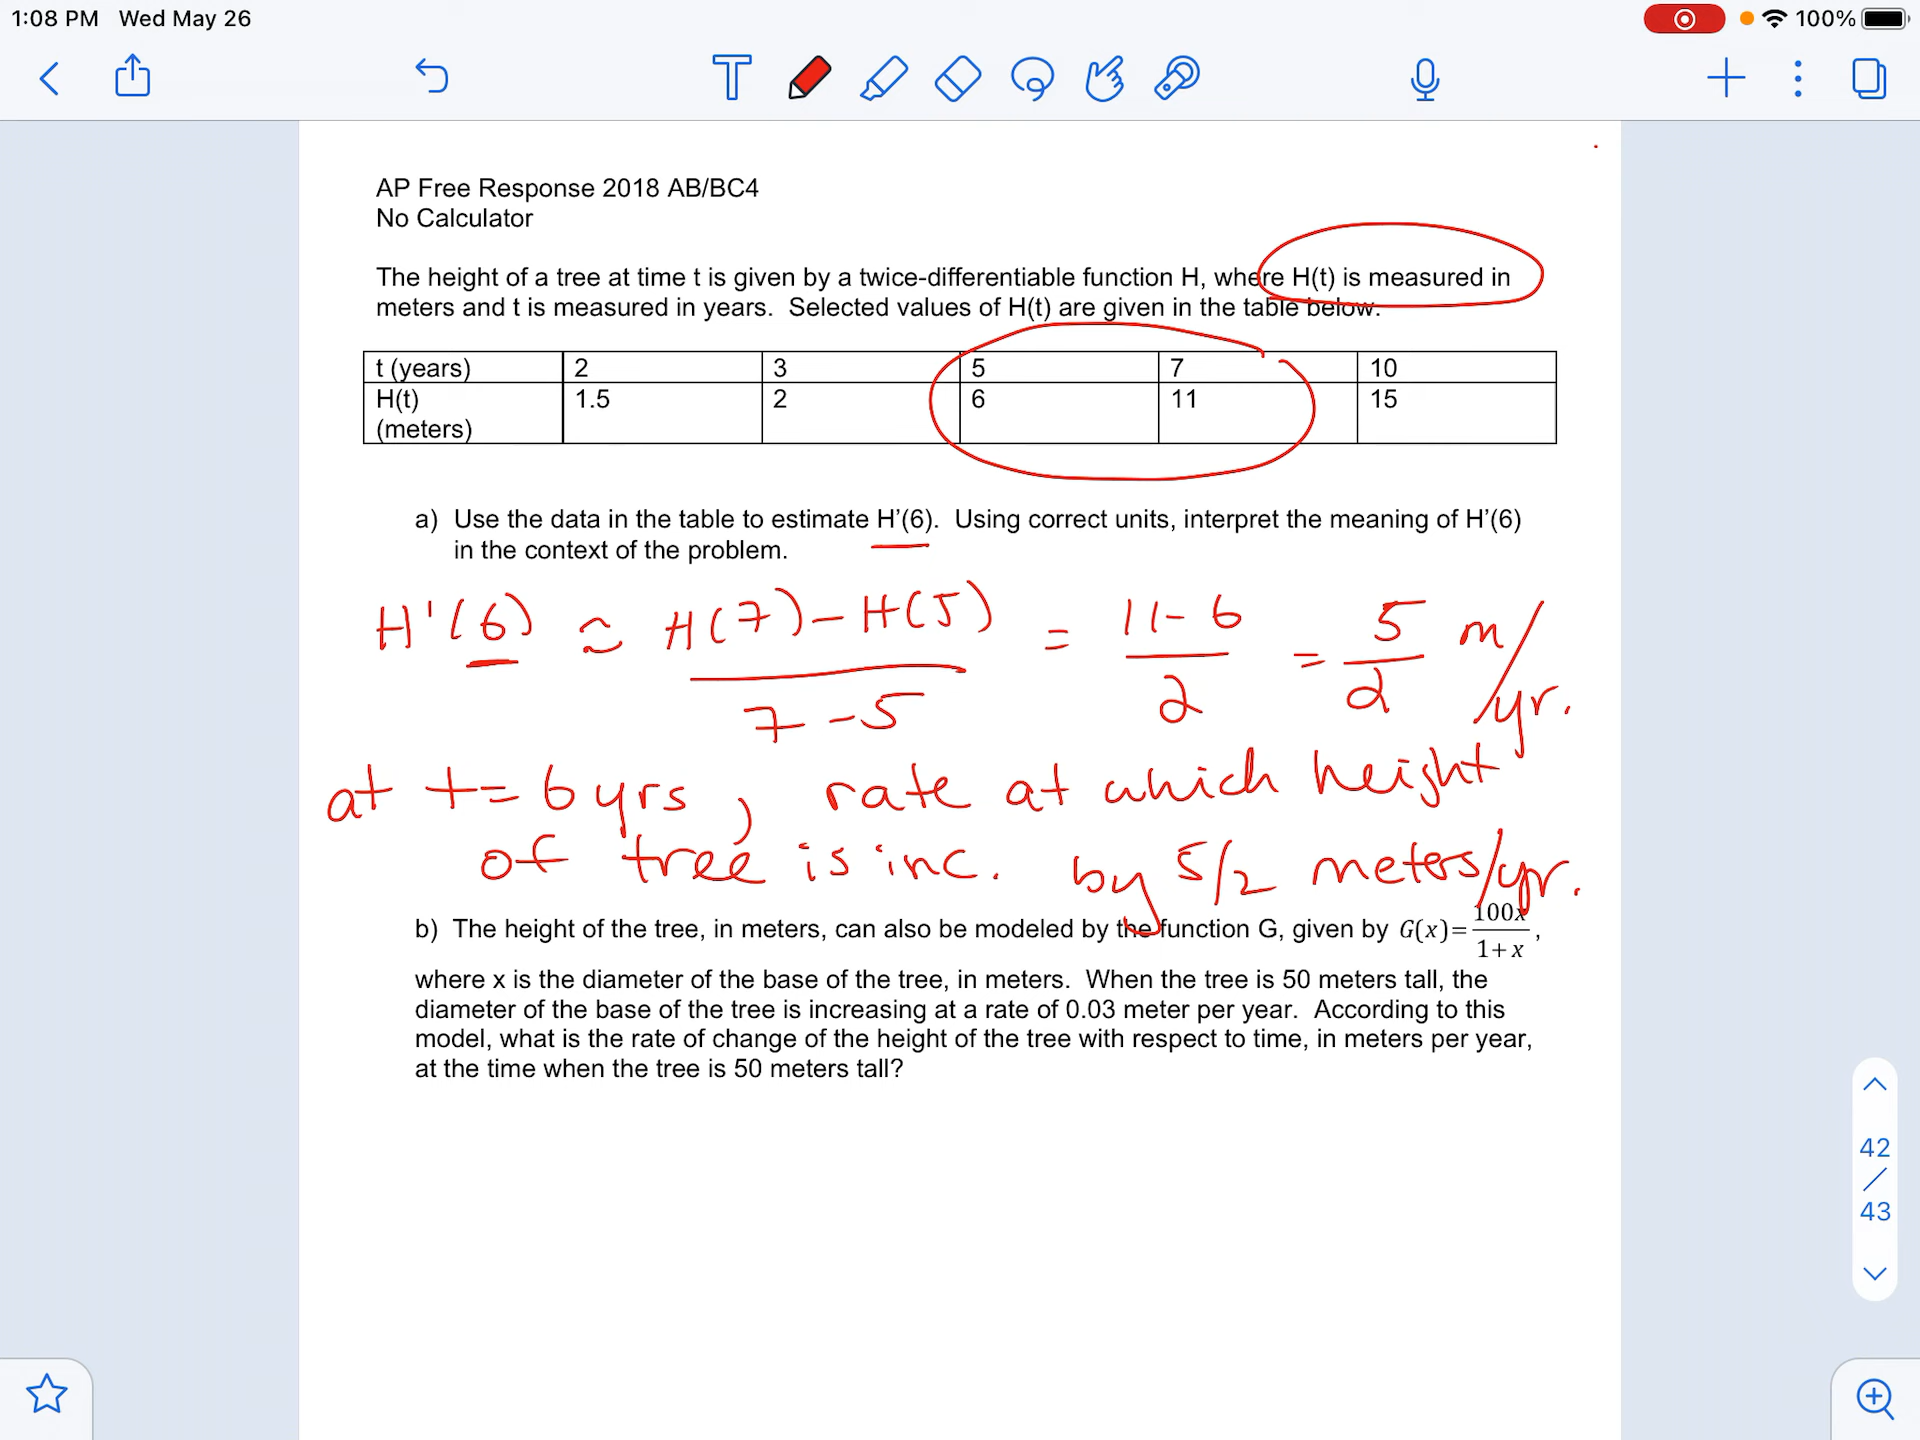 1:08 PM Wed May 26
100%
T
AP Free Response 2018 AB/BC4
No Calculator
The height of a tree at time t is given by a twice-differentiable function H, where H(t) is measured in
meters and t is measured in years. Selected values of H(t) are given in the table below.
t (years) 2 3 5 7 10
H(t) 1.5 2 6 11 15
(meters)
a) Use the data in the table to estimate H'(6). Using correct units, interpret the meaning of H'(6)
in the context of the problem.
H'(6) ≈ H(7)-H(5) / 7-5 = 11-6 / 2 = 5/2 m/yr.
at t=6yrs, rate at which height
of tree is inc. by 5/2 meters/yr.
b) The height of the tree, in meters, can also be modeled by the function G, given by G(x)= 100x / 1+x ,
where x is the diameter of the base of the tree, in meters. When the tree is 50 meters tall, the
diameter of the base of the tree is increasing at a rate of 0.03 meter per year. According to this
model, what is the rate of change of the height of the tree with respect to time, in meters per year,
at the time when the tree is 50 meters tall?
42
/
43